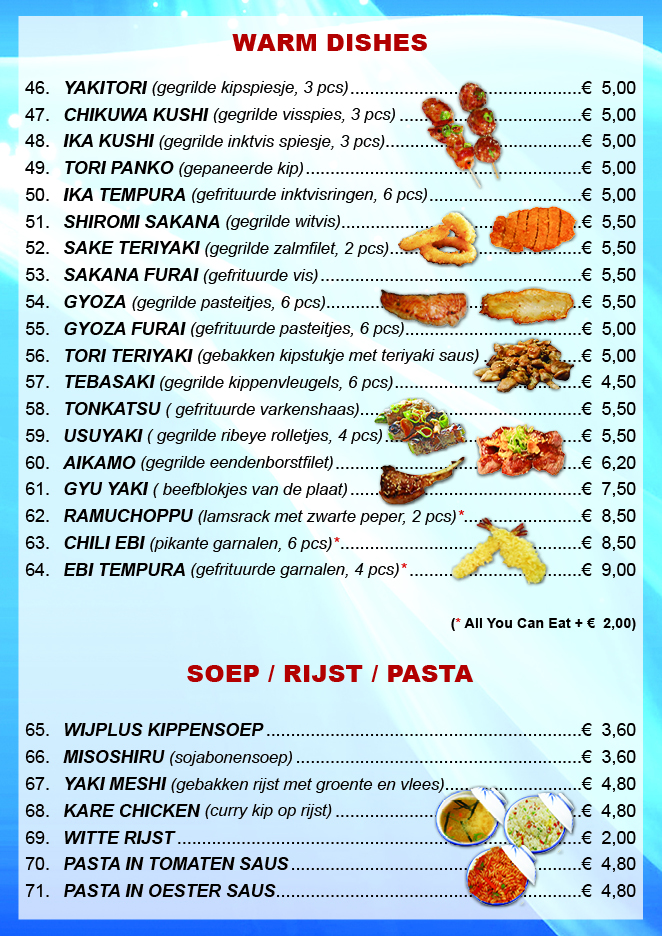 WARM DISHES
46. YAKITORI (gegrilde kipspiesje, 3 pcs)..........€ 5,00
47. CHIKUWA KUSHI (gegrilde visspies, 3 pcs)..........€ 5,00
48. IKA KUSHI (gegrilde inktvis spiesje, 3 pcs)..........€ 5,00
49. TORI PANKO (gepaneerde kip)..........€ 5,00
50. IKA TEMPURA (gefrituurde inktvisringen, 6 pcs)..........€ 5,00
51. SHIROMI SAKANA (gegrilde witvis)..........€ 5,50
52. SAKE TERIYAKI (gegrilde zalmfilet, 2 pcs)..........€ 5,50
53. SAKANA FURAI (gefrituurde vis)..........€ 5,50
54. GYOZA (gegrilde pasteitjes, 6 pcs)..........€ 5,50
55. GYOZA FURAI (gefrituurde pasteitjes, 6 pcs)..........€ 5,00
56. TORI TERIYAKI (gebakken kipstukje met teriyaki saus)..........€ 5,00
57. TEBASAKI (gegrilde kippenvleugels, 6 pcs)..........€ 4,50
58. TONKATSU ( gefrituurde varkenshaas)..........€ 5,50
59. USUYAKI ( gegrilde ribeye rolletjes, 4 pcs)..........€ 5,50
60. AIKAMO (gegrilde eendenborstfilet)..........€ 6,20
61. GYU YAKI ( beefblokjes van de plaat)..........€ 7,50
62. RAMUCHOPPU (lamsrack met zwarte peper, 2 pcs)*..........€ 8,50
63. CHILI EBI (pikante garnalen, 6 pcs)*..........€ 8,50
64. EBI TEMPURA (gefrituurde garnalen, 4 pcs)*..........€ 9,00
(* All You Can Eat + € 2,00)
SOEP / RIJST / PASTA
65. WIJPLUS KIPPENSOEP..........€ 3,60
66. MISOSHIRU (sojabonensoep)..........€ 3,60
67. YAKI MESHI (gebakken rijst met groente en vlees)..........€ 4,80
68. KARE CHICKEN (curry kip op rijst)..........€ 4,80
69. WITTE RIJST..........€ 2,00
70. PASTA IN TOMATEN SAUS..........€ 4,80
71. PASTA IN OESTER SAUS..........€ 4,80